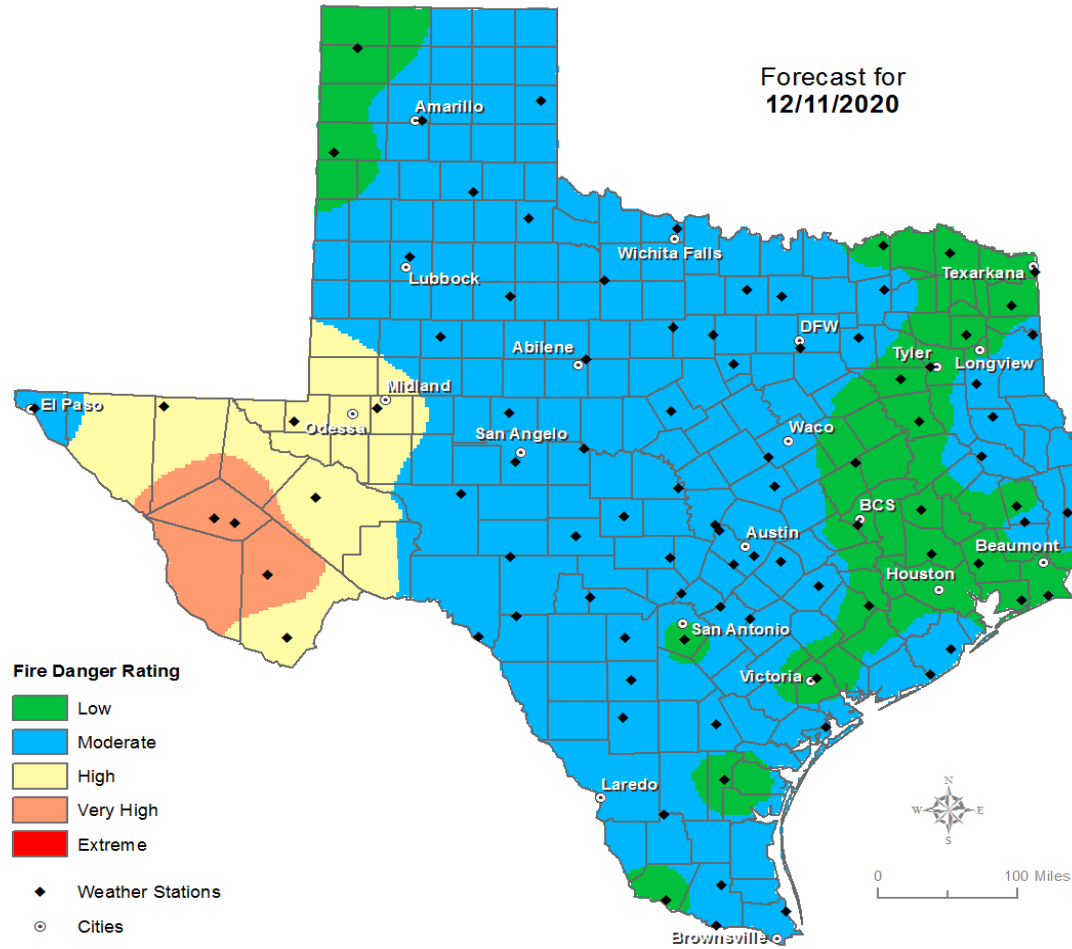 Forecast for
12/11/2020
Amarillo
Wichita Falls
Lubbock
Texarkana
DFW
Abilene
Tyler
Longview
Midland
El Paso
Odessa
San Angelo
Waco
BCS
Austin
Beaumont
Houston
San Antonio
Victoria
Laredo
Brownsville
Fire Danger Rating
Low
Moderate
High
Very High
Extreme
Weather Stations
Cities
N
W
E
S
0 100 Miles